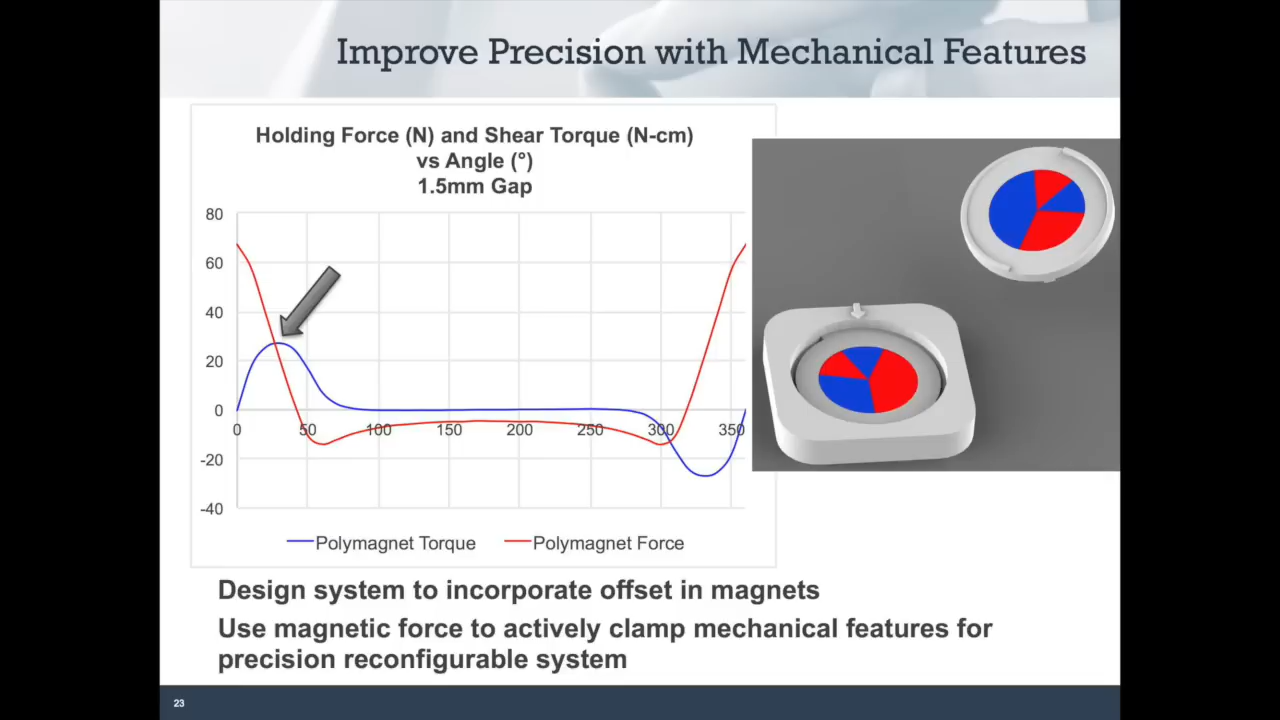 Improve Precision with Mechanical Features
Holding Force (N) and Shear Torque (N-cm)
vs Angle (°)
1.5mm Gap
80
60
40
20
0
-20
-40
0 50 100 150 200 250 300 350
Polymagnet Torque Polymagnet Force
Design system to incorporate offset in magnets
Use magnetic force to actively clamp mechanical features for
precision reconfigurable system
23